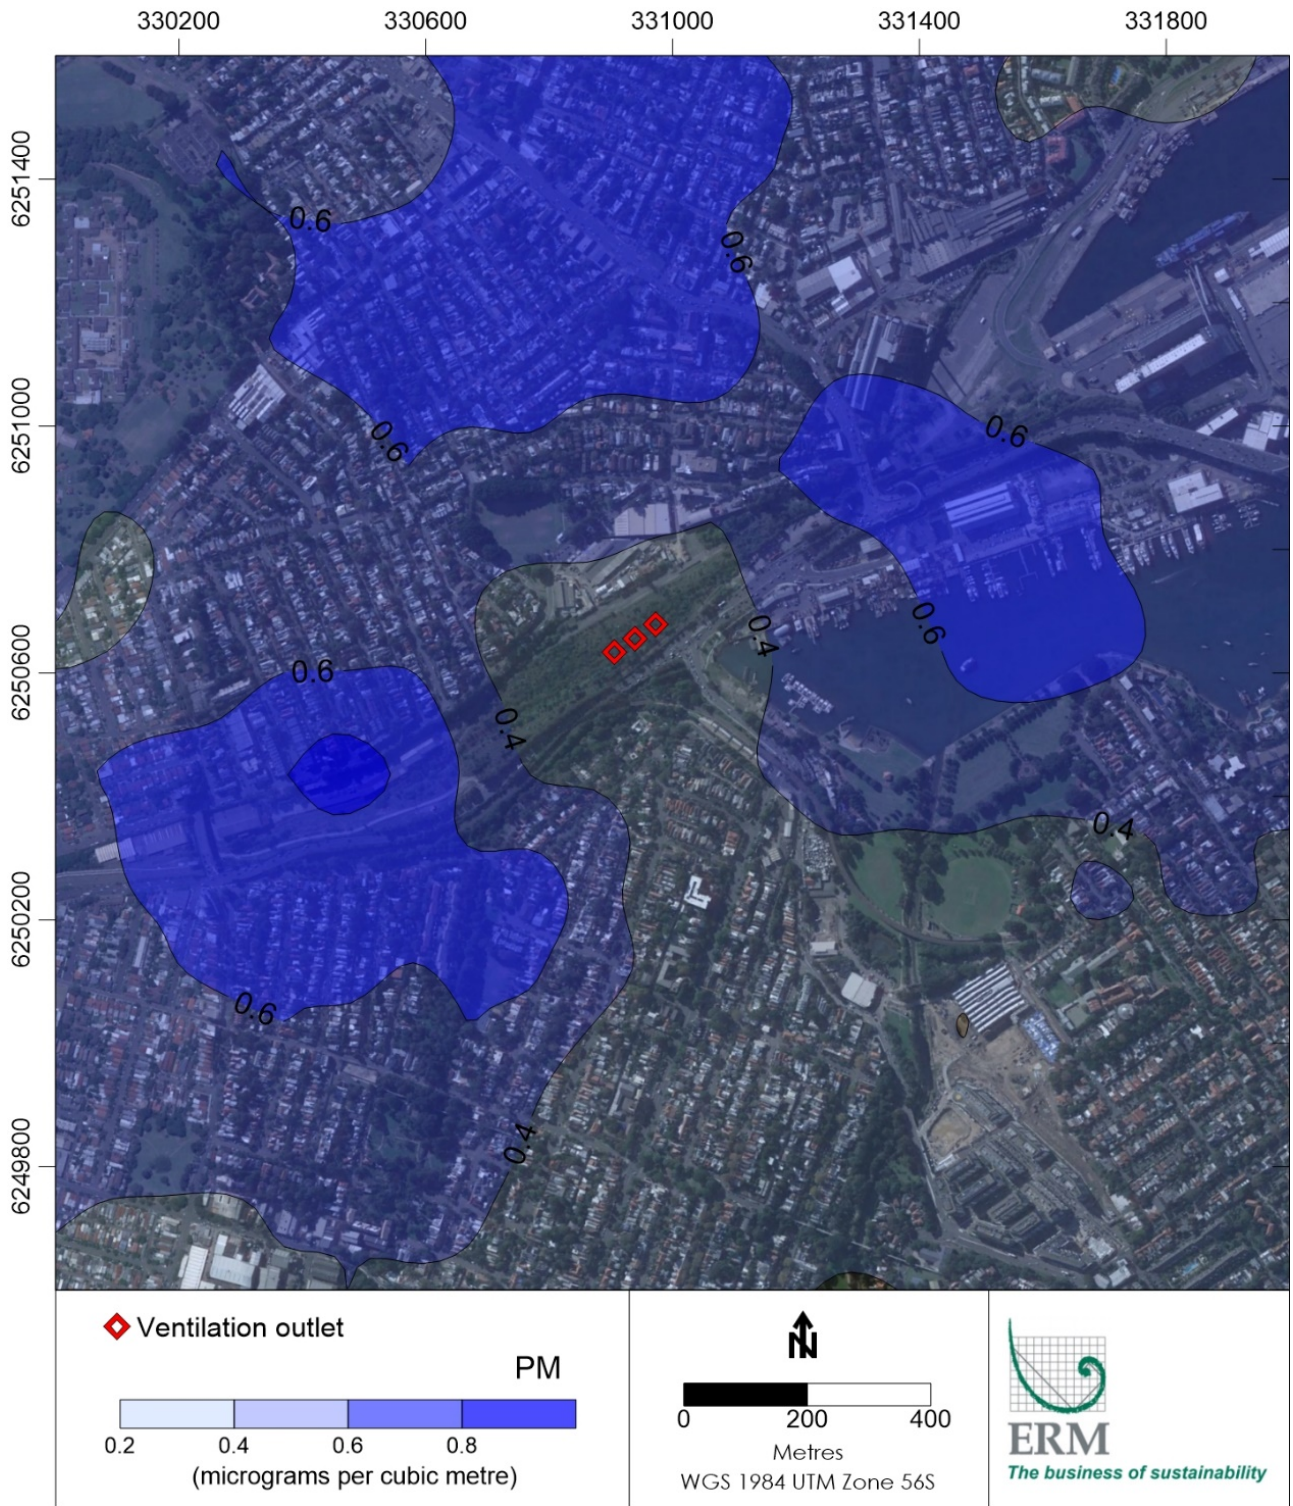 330200 330600 331000 331400 331800
6251400
6251000
6250600
6250200
6249800
0.6
0.6
0.6
0.6
0.6
0.6
0.4
0.4
0.4
0.6
0.4
Ventilation outlet
PM
0.2 0.4 0.6 0.8
(micrograms per cubic metre)
N
0 200 400
Metres
WGS 1984 UTM Zone 56S
ERM
The business of sustainability